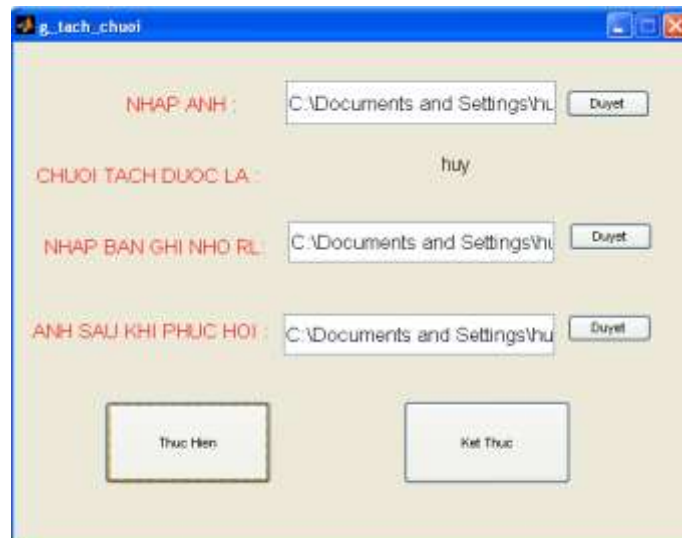 g_tach_chuoi
NHAP ANH : C:\Documents and Settings\hu Duyet
CHUOI TACH DUOC LA : huy
NHAP BAN GHI NHO RL: C:\Documents and Settings\hu Duyet
ANH SAU KHI PHUC HOI : C:\Documents and Settings\hu Duyet
Thuc Hien Ket Thuc